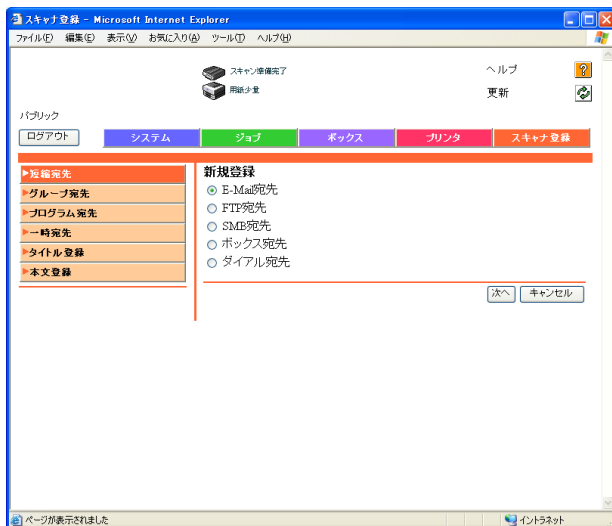 スキャナ登録 - Microsoft Internet Explorer
ファイル(F) 編集(E) 表示(V) お気に入り(A) ツール(T) ヘルプ(H)
スキャン準備完了
ヘルプ
用紙少量
更新
パブリック
ログアウト
システム ジョブ ボックス プリンタ スキャナ登録
短縮宛先
グループ宛先
プログラム宛先
一時宛先
タイトル登録
本文登録
新規登録
E-Mail宛先
FTP宛先
SMB宛先
ボックス宛先
ダイアル宛先
次へ キャンセル
ページが表示されました イントラネット